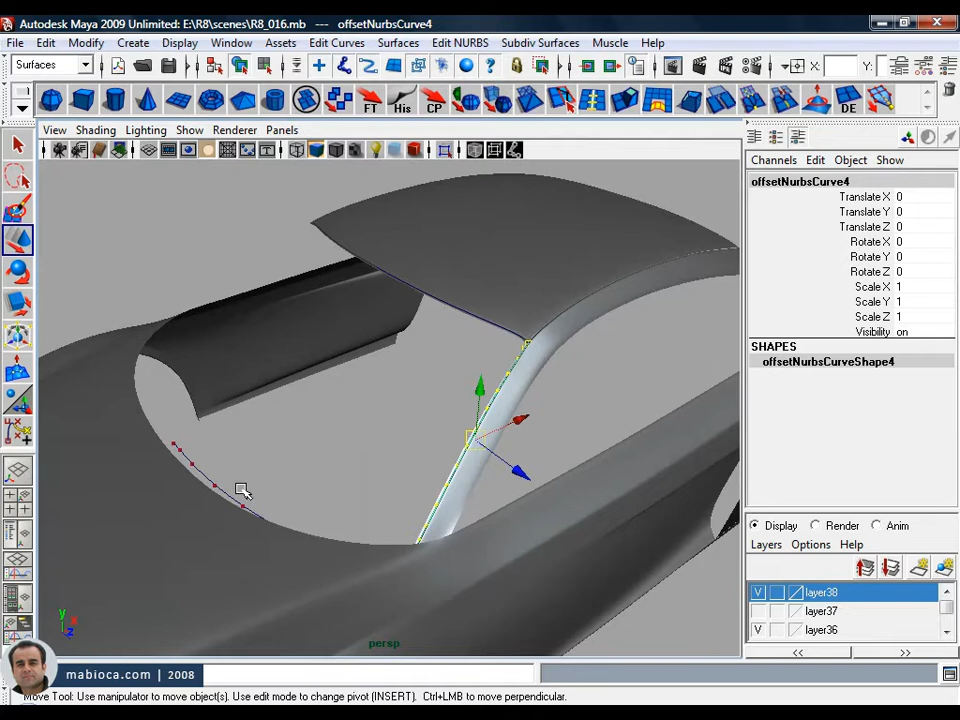 Autodesk Maya 2009 Unlimited: E:\R8\scenes\R8_016.mb --- offsetNurbsCurve4
File Edit Modify Create Display Window Assets Edit Curves Surfaces Edit NURBS Subdiv Surfaces Muscle Help
Surfaces X: Y:
FT His CP DE
View Shading Lighting Show Renderer Panels
Channels Edit Object Show
offsetNurbsCurve4
Translate X 0
Translate Y 0
Translate Z 0
Rotate X 0
Rotate Y 0
Rotate Z 0
Scale X 1
Scale Y 1
Scale Z 1
Visibility on
SHAPES
offsetNurbsCurveShape4
Display Render Anim
Layers Options Help
V layer38
layer37
V layer36
<< >>
y
x
z
persp
mabioca.com | 2008
Move Tool: Use manipulator to move object(s). Use edit mode to change pivot (INSERT). Ctrl+LMB to move perpendicular.